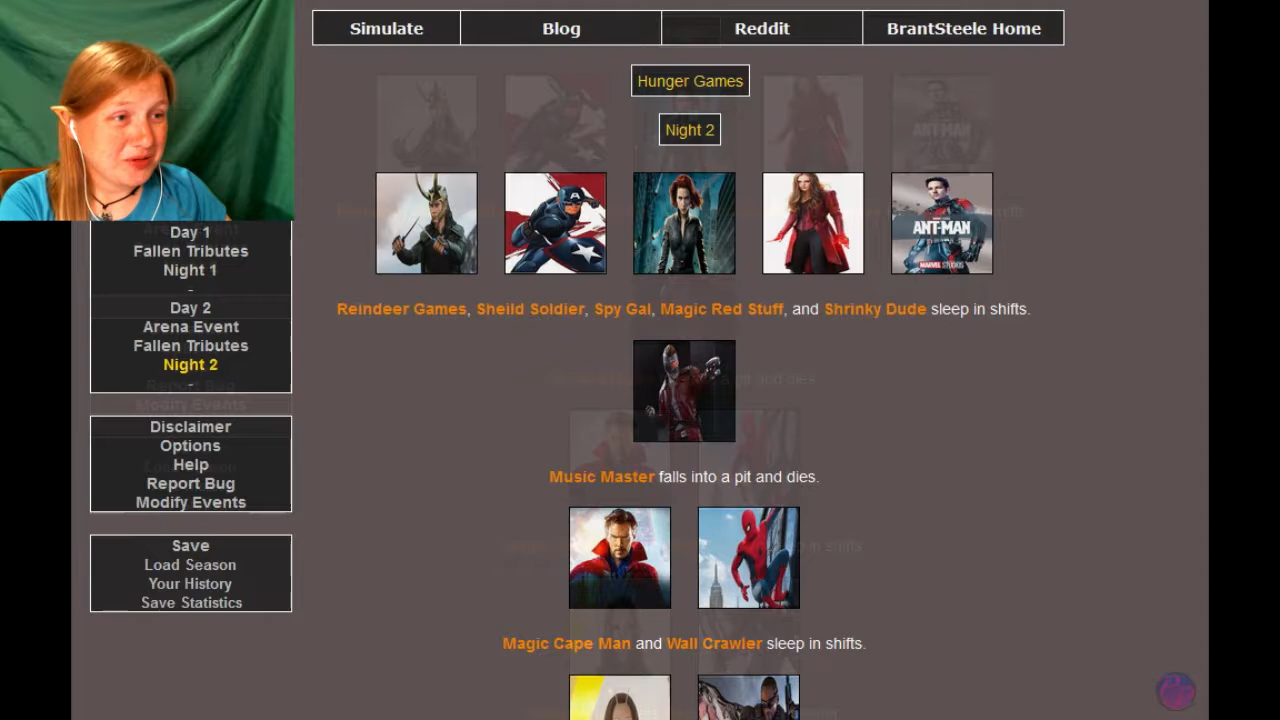 Simulate Blog Reddit BrantSteele Home
Hunger Games
Night 2
ANT-MAN
MARVEL STUDIOS
Reindeer Games, Sheild Soldier, Spy Gal, Magic Red Stuff, and Shrinky Dude sleep in shifts.
Music Master falls into a pit and dies.
Magic Cape Man and Wall Crawler sleep in shifts.
Day 1
Fallen Tributes
Night 1
-
Day 2
Arena Event
Fallen Tributes
Night 2
-
Disclaimer
Options
Help
Report Bug
Modify Events
Save
Load Season
Your History
Save Statistics